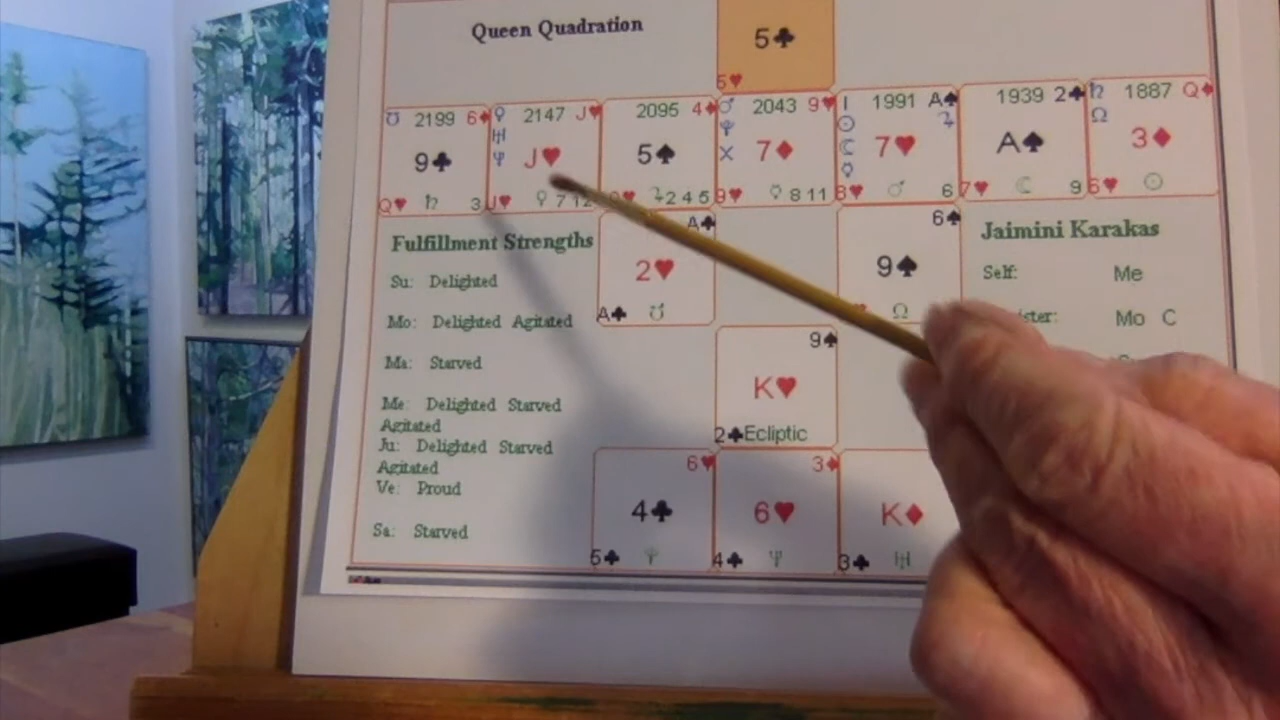 Queen Quadration
5♣
5♥
☋ 2199 6♦
9♣
Q♥ ♄ 3
♀ 2147 J♥
♅
♆ J♥
J♥ ♀ 7 12
2095 4♦
5♠
♃ 2 4 5
♂ 2043 9♥
♆
X 7♦
9♥ ☿ 8 11
I 1991 A♠
☉ ♃
☾ 7♥
☿
8♥ ♂ 6
1939 2♣
A♠
7♥ ☾ 9
♄ 1887 Q♦
☊
3♦
6♥ ☉
Fulfillment Strengths
Su: Delighted
Mo: Delighted Agitated
Ma: Starved
Me: Delighted Starved
Agitated
Ju: Delighted Starved
Agitated
Ve: Proud
Sa: Starved
A♣
2♥
A♣ ☋
6♠
9♠
☊
Jaimini Karakas
Self: Me
Mo C
9♠
K♥
2♣ Ecliptic
6♥
4♣
5♣
3♦
6♥
4♣ ♆
K♦
3♣ ♅